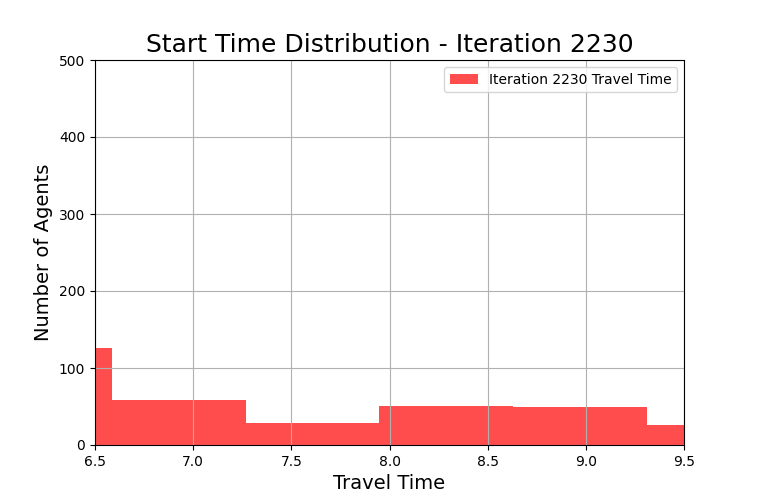 Start Time Distribution - Iteration 2230
Iteration 2230 Travel Time
Number of Agents
500
400
300
200
100
0
6.5 7.0 7.5 8.0 8.5 9.0 9.5
Travel Time